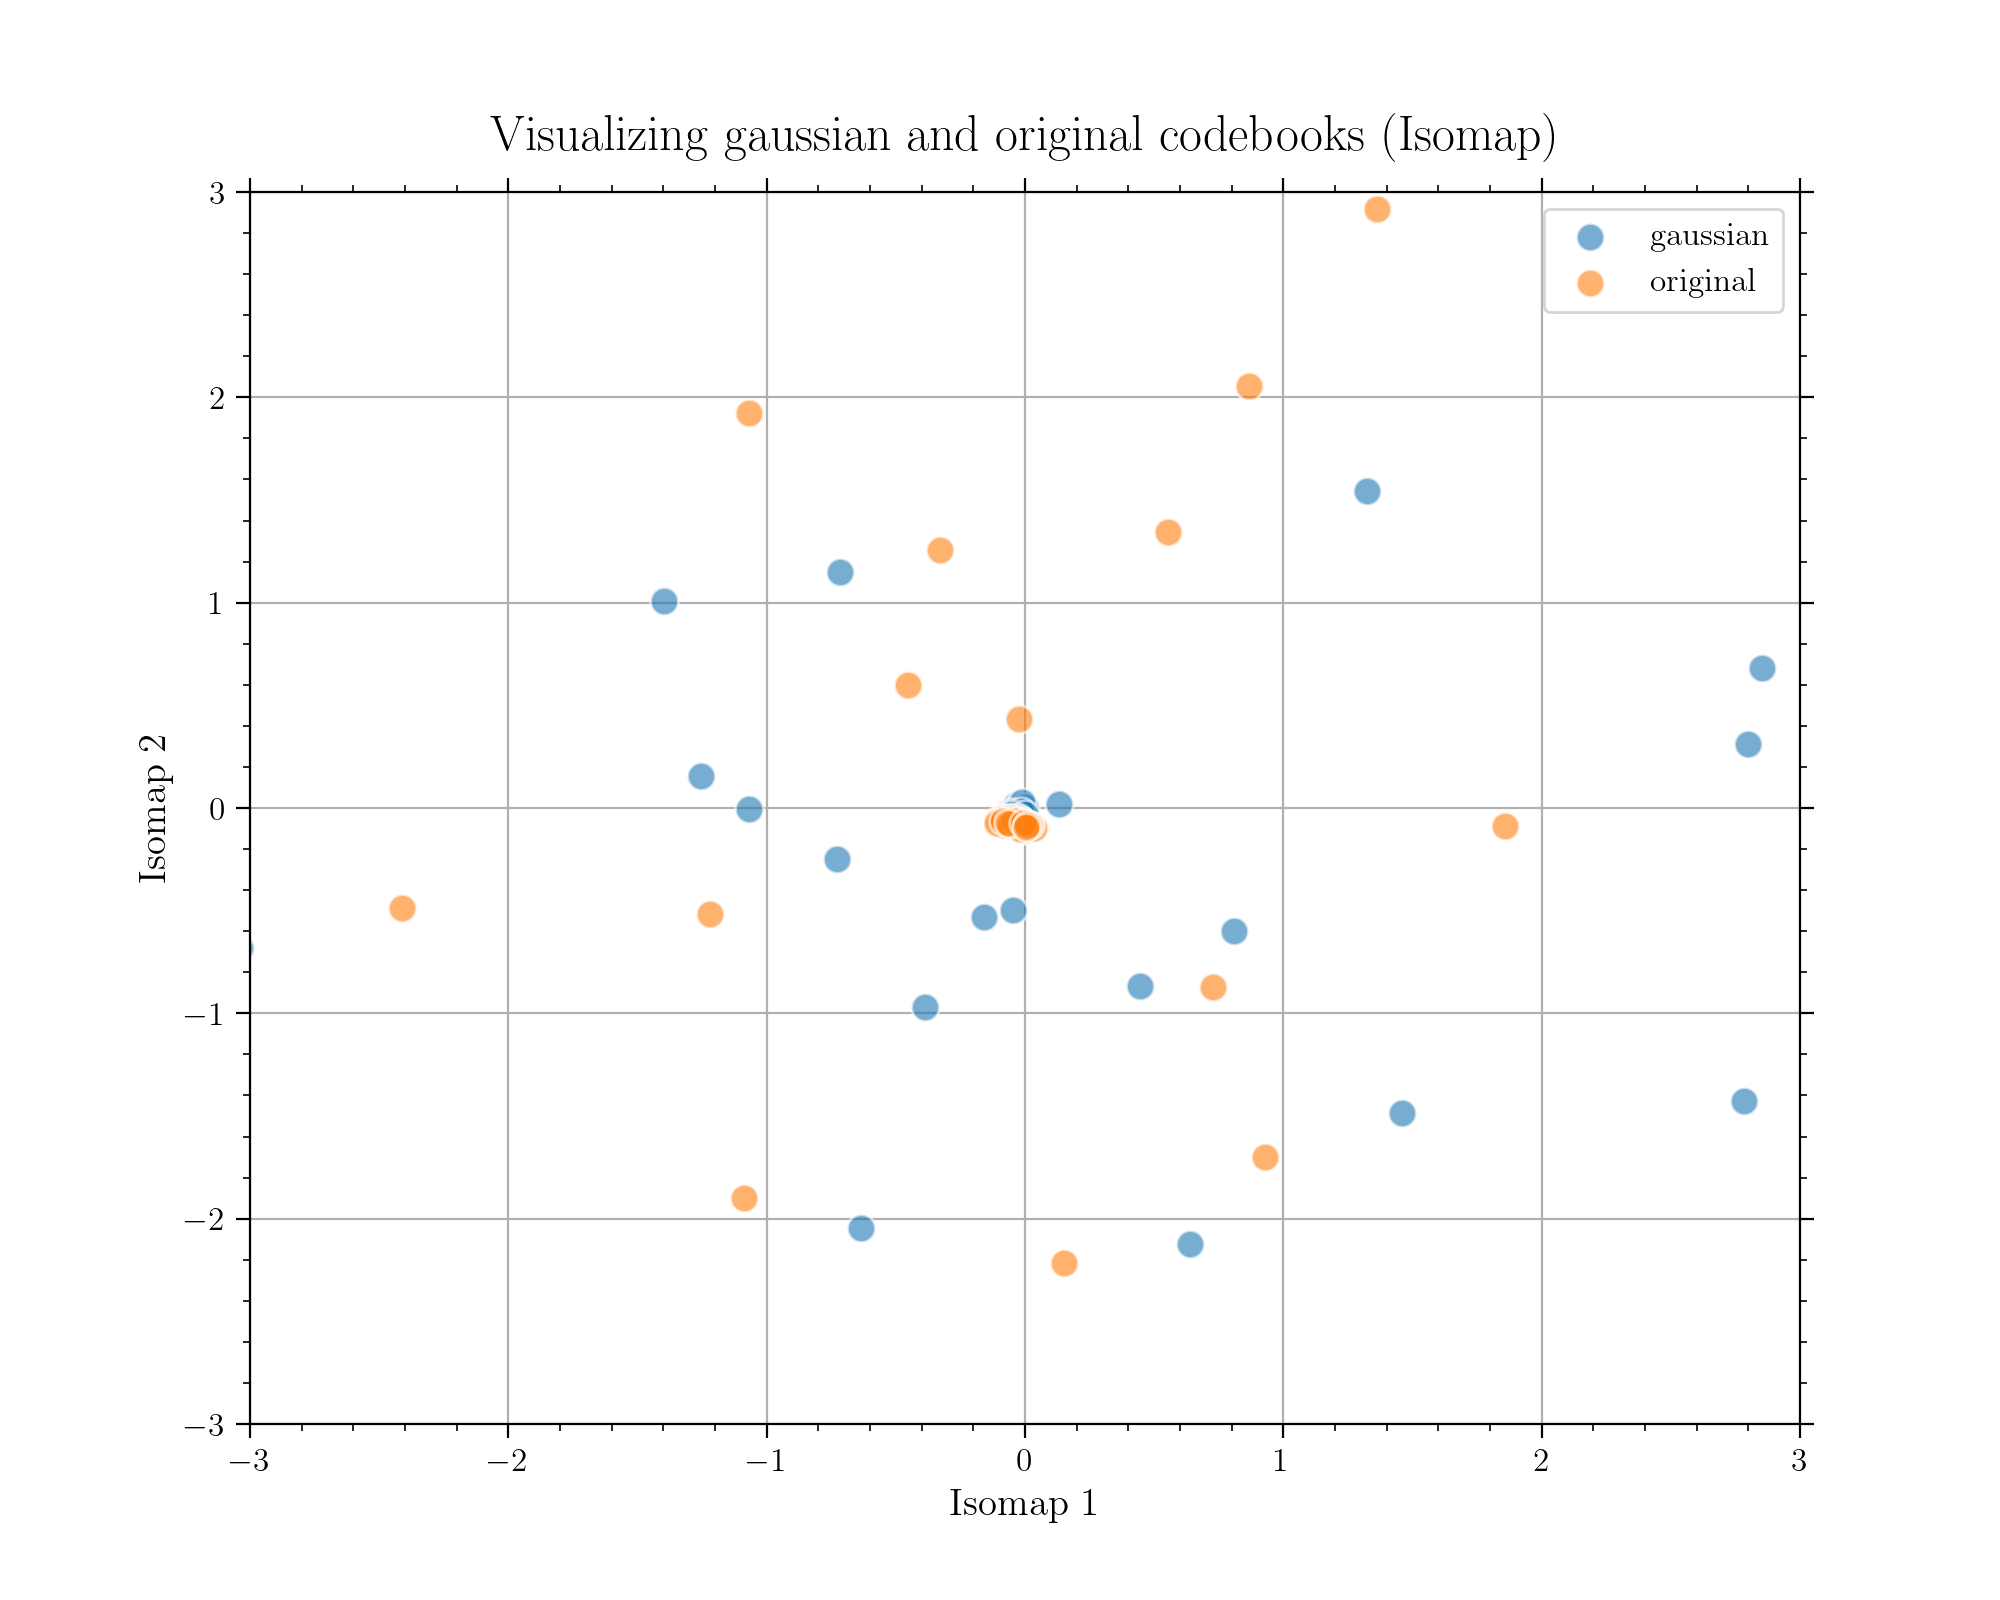 Visualizing gaussian and original codebooks (Isomap)
gaussian
original
3
2
1
0
−1
−2
−3
Isomap 2
−3
−2
−1
0
1
2
3
Isomap 1